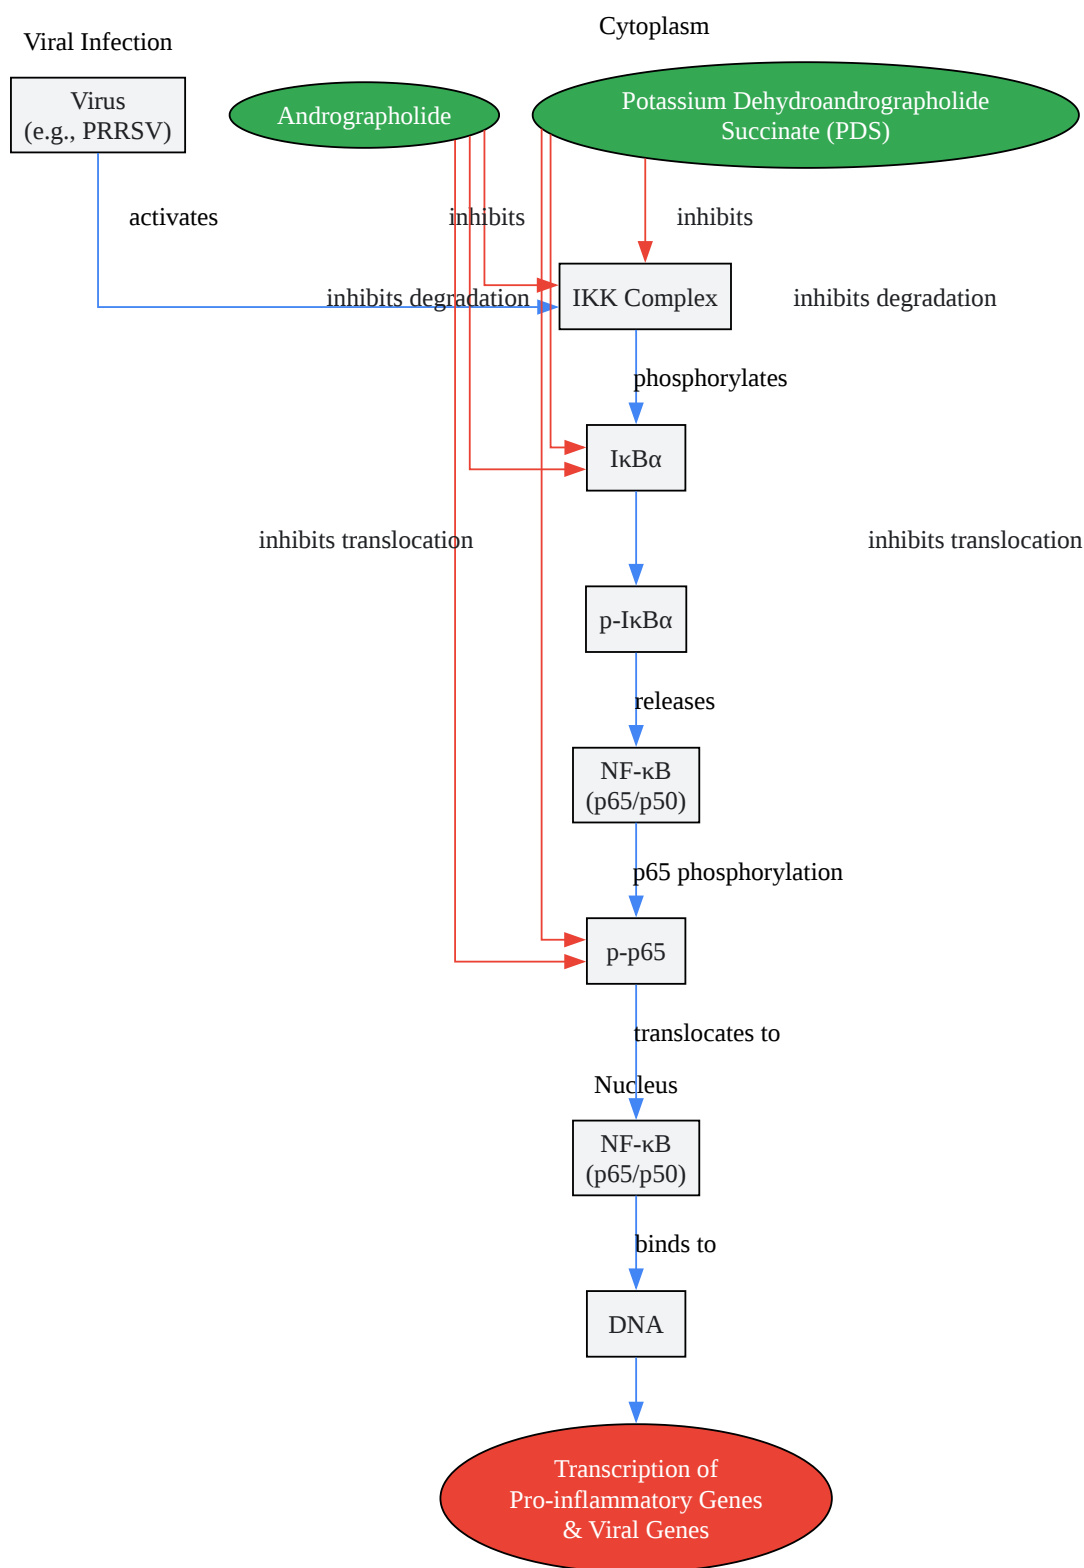 Cytoplasm
Viral Infection
Virus
(e.g., PRRSV)
Andrographolide
Potassium Dehydroandrographolide
Succinate (PDS)
activates
inhibits
inhibits
inhibits degradation
IKK Complex
inhibits degradation
phosphorylates
IκBα
inhibits translocation
inhibits translocation
p-IκBα
releases
NF-κB
(p65/p50)
p65 phosphorylation
p-p65
translocates to
Nucleus
NF-κB
(p65/p50)
binds to
DNA
Transcription of
Pro-inflammatory Genes
& Viral Genes